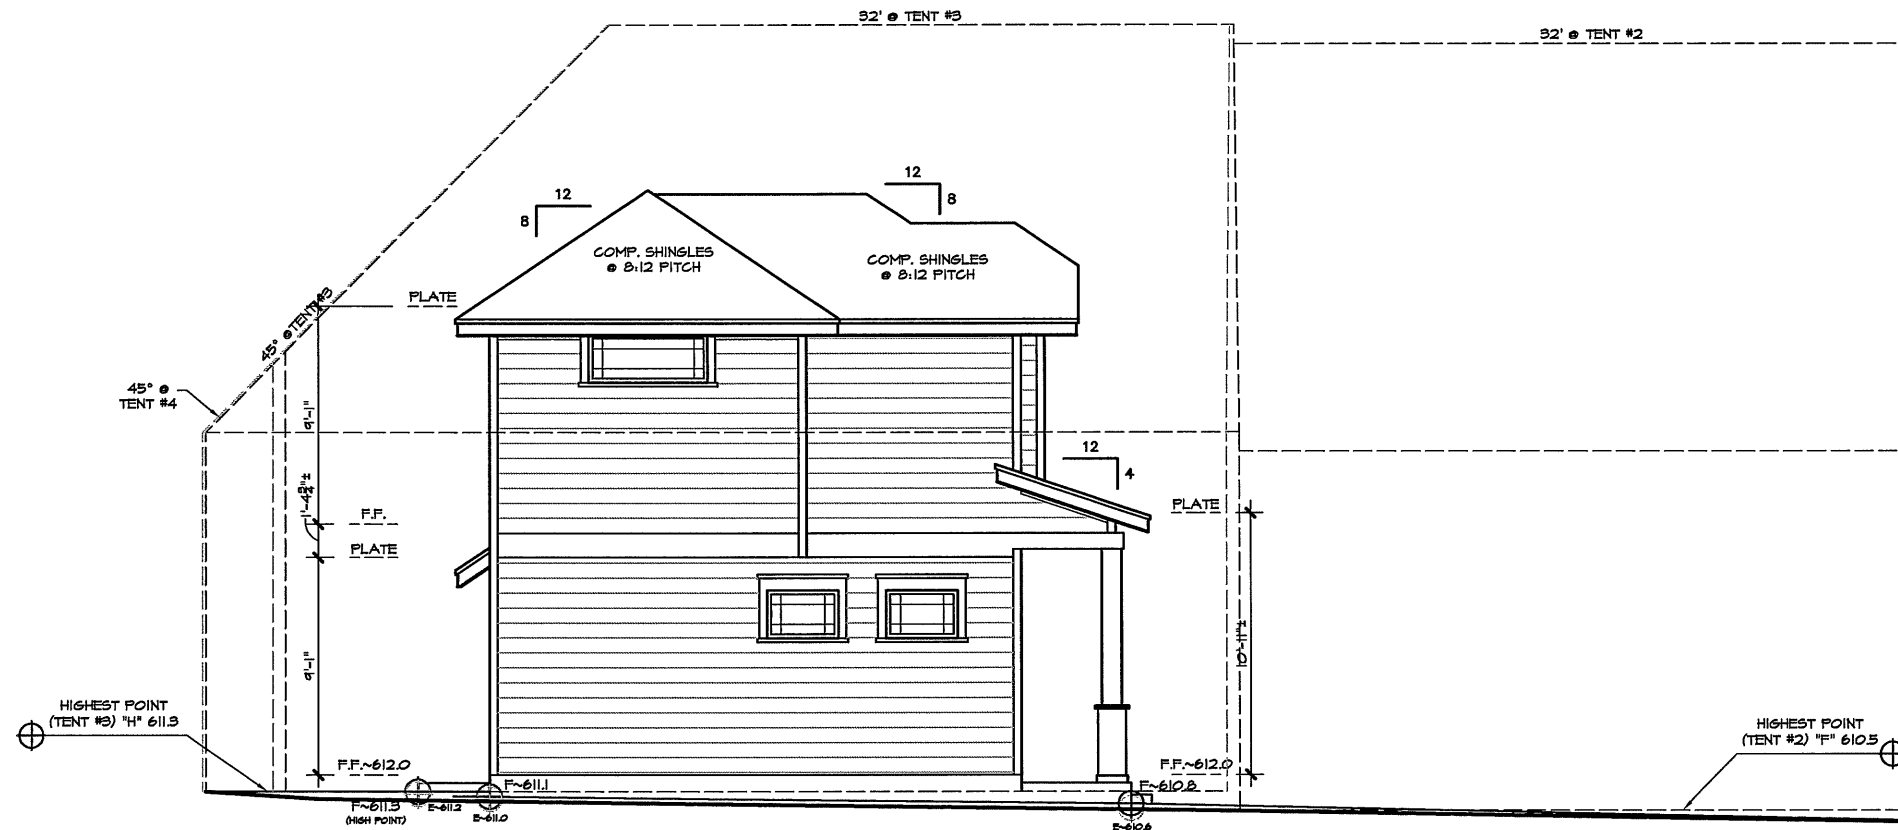 32' @ TENT #3
32' @ TENT #2
12
8
12
8
COMP. SHINGLES
@ 8:12 PITCH
COMP. SHINGLES
@ 8:12 PITCH
PLATE
45° @ TENT #3
45° @
TENT #4
9'-1"
12
4
PLATE
F.F.
PLATE
9'-1"
10'-11"
HIGHEST POINT
(TENT #3) "H" 611.3
HIGHEST POINT
(TENT #2) "F" 610.5
F.F.~612.0
F.F.~612.0
F~611.1
F~610.8
F~611.3
(HIGH POINT)
E~611.2
E~611.0
E~610.6